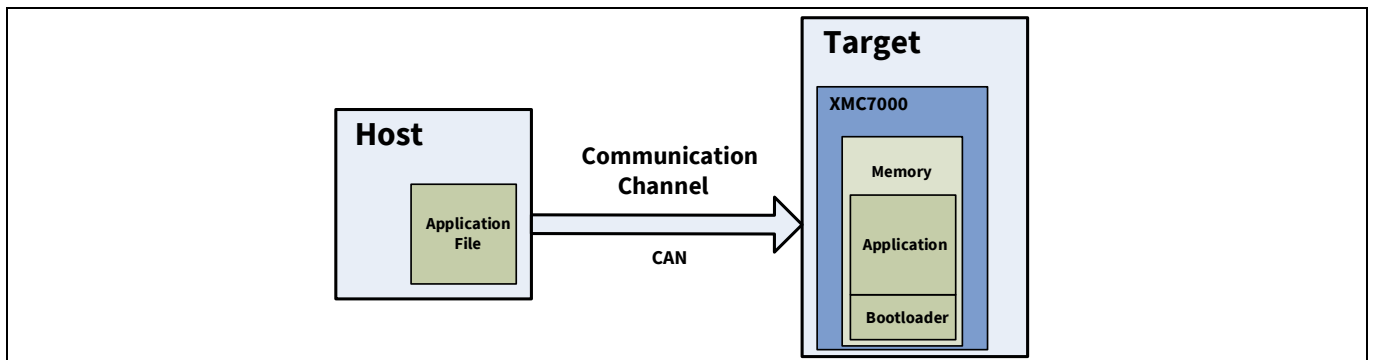 Host
Application
File
Communication
Channel
CAN
Target
XMC7000
Memory
Application
Bootloader